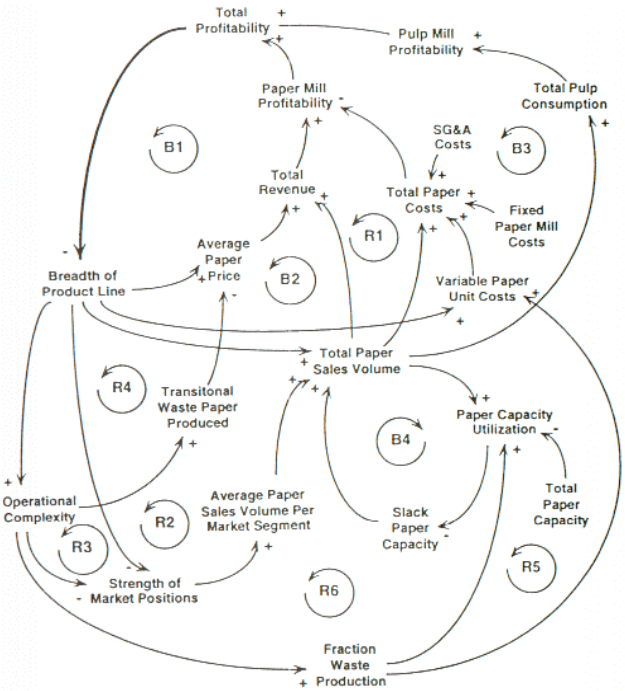 Total +
Profitability +
Pulp Mill +
Profitability
Paper Mill
Profitability -
+
Total Pulp
Consumption
+
SG&A
Costs
B1
B3
+
Total
Revenue +
+
Total Paper +
Costs +
+ +
Fixed
Paper Mill
Costs
R1
Average
Paper
+ Price
-
B2
-
Breadth of
Product Line
Variable Paper
Unit Costs +
+
Total Paper
+ Sales Volume
+ +
R4
Transitonal
Waste Paper
Produced
+
+
Paper Capacity
Utilization -
+
B4
+
Operational
Complexity
Average Paper
Sales Volume Per
Market Segment
+
R2
Slack
Paper
Capacity -
Total
Paper
Capacity
R3
- Strength of
- Market Positions
R6
R5
Fraction
Waste
+ Production